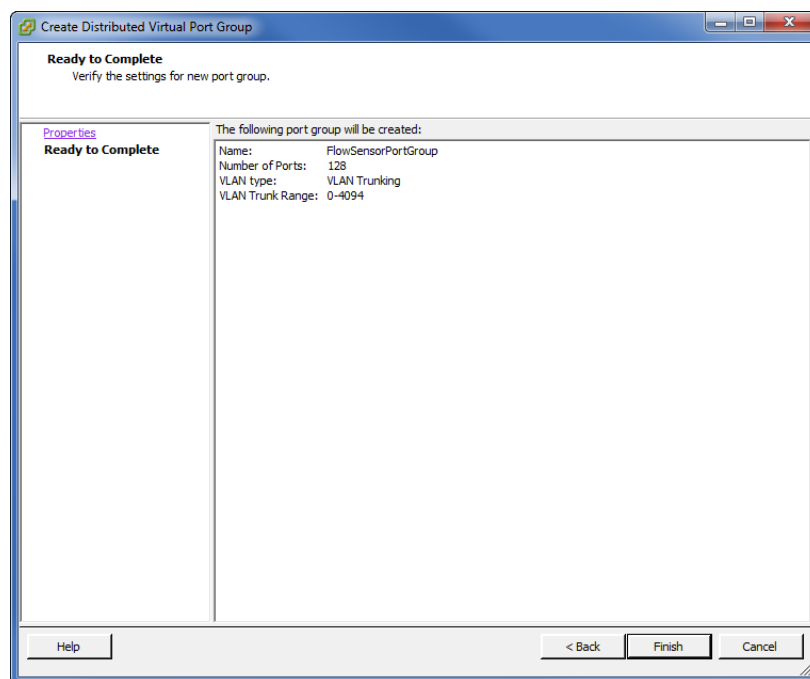 Create Distributed Virtual Port Group
Ready to Complete
Verify the settings for new port group.
Properties
Ready to Complete
The following port group will be created:
Name: FlowSensorPortGroup
Number of Ports: 128
VLAN type: VLAN Trunking
VLAN Trunk Range: 0-4094
Help
< Back
Finish
Cancel